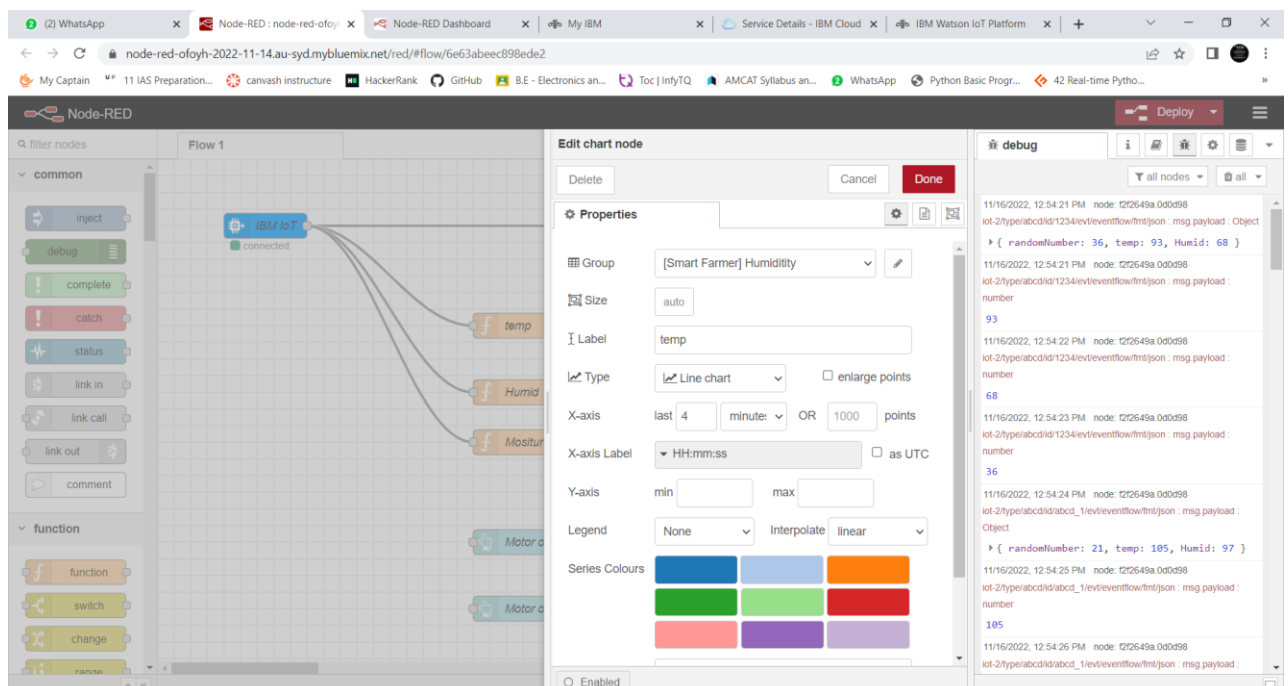 (2) WhatsApp
Node-RED : node-red-ofoy
Node-RED Dashboard
My IBM
Service Details - IBM Cloud
IBM Watson IoT Platform
node-red-ofoyh-2022-11-14.au-syd.mybluemix.net/red/#flow/6e63abeec898ede2
My Captain
11 IAS Preparation...
canvash instructure
HackerRank
GitHub
B.E - Electronics an...
Toc | InfyTQ
AMCAT Syllabus an...
WhatsApp
Python Basic Progr...
42 Real-time Pytho...
Node-RED
Deploy
filter nodes
common
inject
debug
complete
catch
status
link in
link call
link out
comment
function
function
switch
change
range
Flow 1
IBM IoT
connected
temp
Humid
Mositur
Motor o
Motor o
Edit chart node
Delete
Cancel
Done
Properties
Group
[Smart Farmer] Humiditity
Size
auto
Label
temp
Type
Line chart
enlarge points
X-axis
last 4 minutes OR 1000 points
X-axis Label
HH:mm:ss
as UTC
Y-axis
min
max
Legend
None
Interpolate
linear
Series Colours
Enabled
debug
all nodes
all
11/16/2022, 12:54:21 PM node: f2f2649a.0d0d98
iot-2/type/abcd/id/1234/evt/eventflow/fmt/json : msg.payload : Object
{ randomNumber: 36, temp: 93, Humid: 68 }
11/16/2022, 12:54:21 PM node: f2f2649a.0d0d98
iot-2/type/abcd/id/1234/evt/eventflow/fmt/json : msg.payload :
number
93
11/16/2022, 12:54:22 PM node: f2f2649a.0d0d98
iot-2/type/abcd/id/1234/evt/eventflow/fmt/json : msg.payload :
number
68
11/16/2022, 12:54:23 PM node: f2f2649a.0d0d98
iot-2/type/abcd/id/1234/evt/eventflow/fmt/json : msg.payload :
number
36
11/16/2022, 12:54:24 PM node: f2f2649a.0d0d98
iot-2/type/abcd/id/abcd_1/evt/eventflow/fmt/json : msg.payload :
Object
{ randomNumber: 21, temp: 105, Humid: 97 }
11/16/2022, 12:54:25 PM node: f2f2649a.0d0d98
iot-2/type/abcd/id/abcd_1/evt/eventflow/fmt/json : msg.payload :
number
105
11/16/2022, 12:54:26 PM node: f2f2649a.0d0d98
iot-2/type/abcd/id/abcd_1/evt/eventflow/fmt/json : msg.payload :